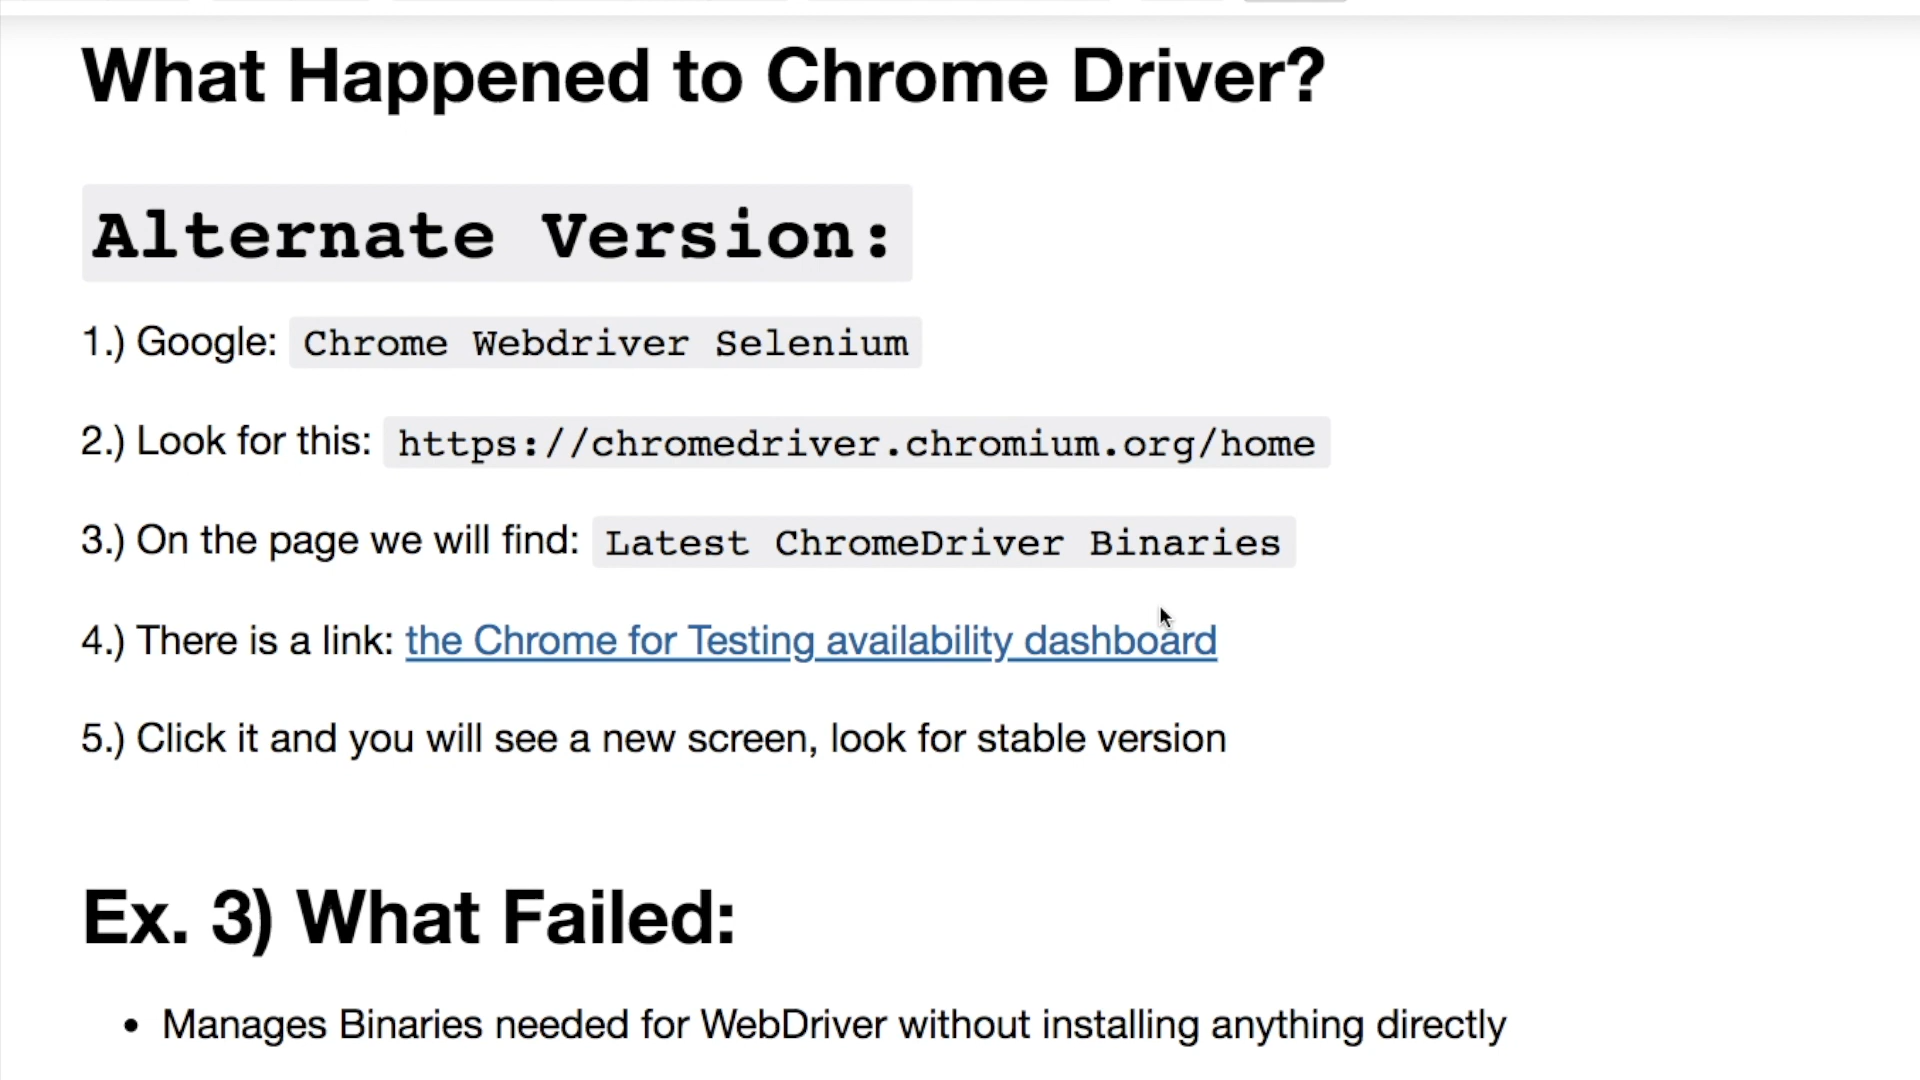 What Happened to Chrome Driver?
Alternate Version:
1.) Google: Chrome Webdriver Selenium
2.) Look for this: https://chromedriver.chromium.org/home
3.) On the page we will find: Latest ChromeDriver Binaries
4.) There is a link: the Chrome for Testing availability dashboard
5.) Click it and you will see a new screen, look for stable version
Ex. 3) What Failed:
• Manages Binaries needed for WebDriver without installing anything directly